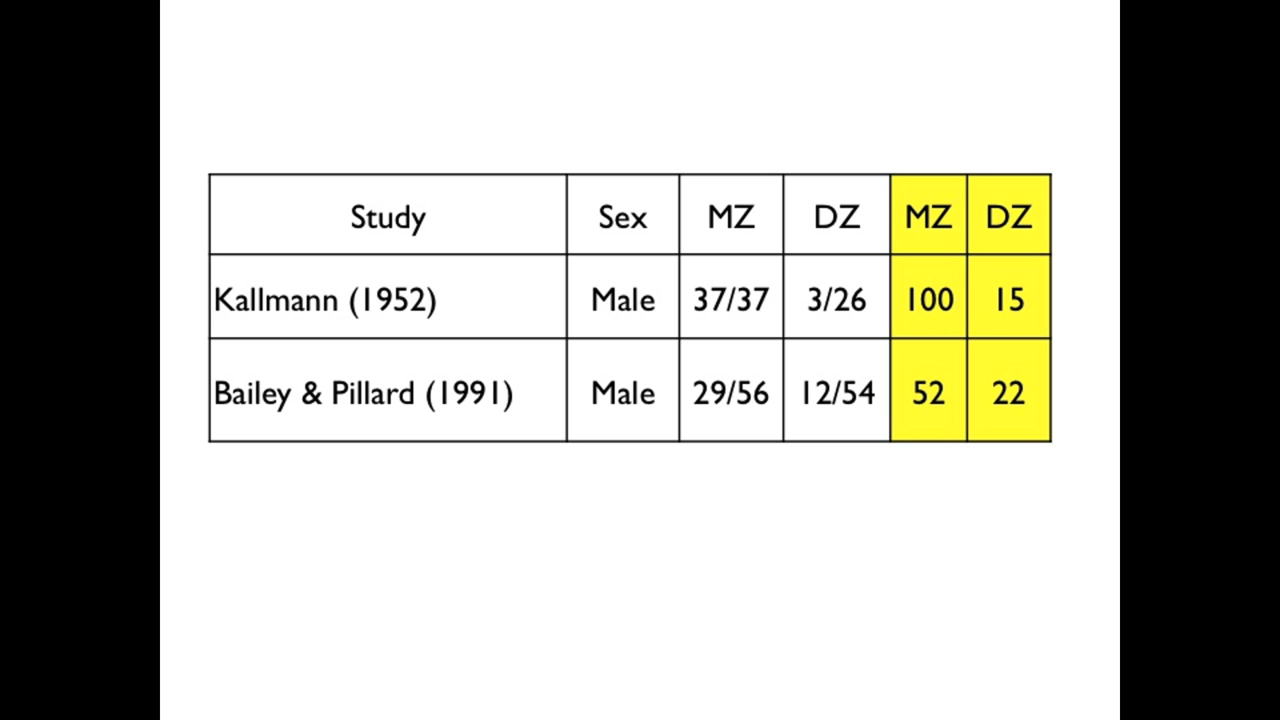 Study Sex MZ DZ MZ DZ
Kallmann (1952) Male 37/37 3/26 100 15
Bailey & Pillard (1991) Male 29/56 12/54 52 22